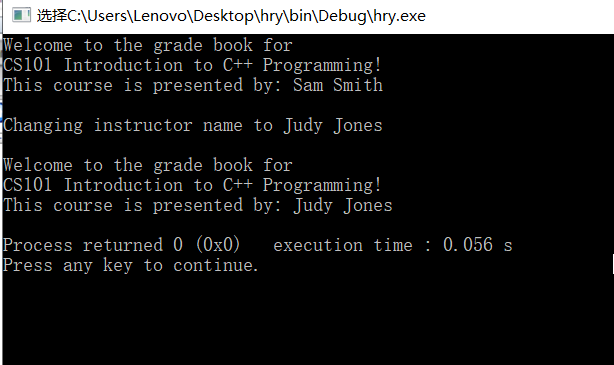 选择C:\Users\Lenovo\Desktop\hry\bin\Debug\hry.exe
Welcome to the grade book for
CS101 Introduction to C++ Programming!
This course is presented by: Sam Smith
Changing instructor name to Judy Jones
Welcome to the grade book for
CS101 Introduction to C++ Programming!
This course is presented by: Judy Jones
Process returned 0 (0x0)   execution time : 0.056 s
Press any key to continue.